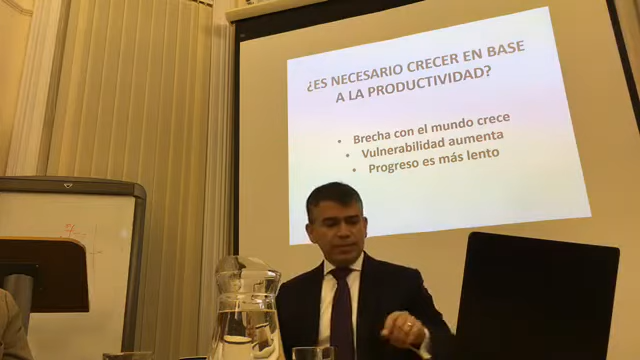 ¿ES NECESARIO CRECER EN BASE
A LA PRODUCTIVIDAD?
• Brecha con el mundo crece
• Vulnerabilidad aumenta
• Progreso es más lento